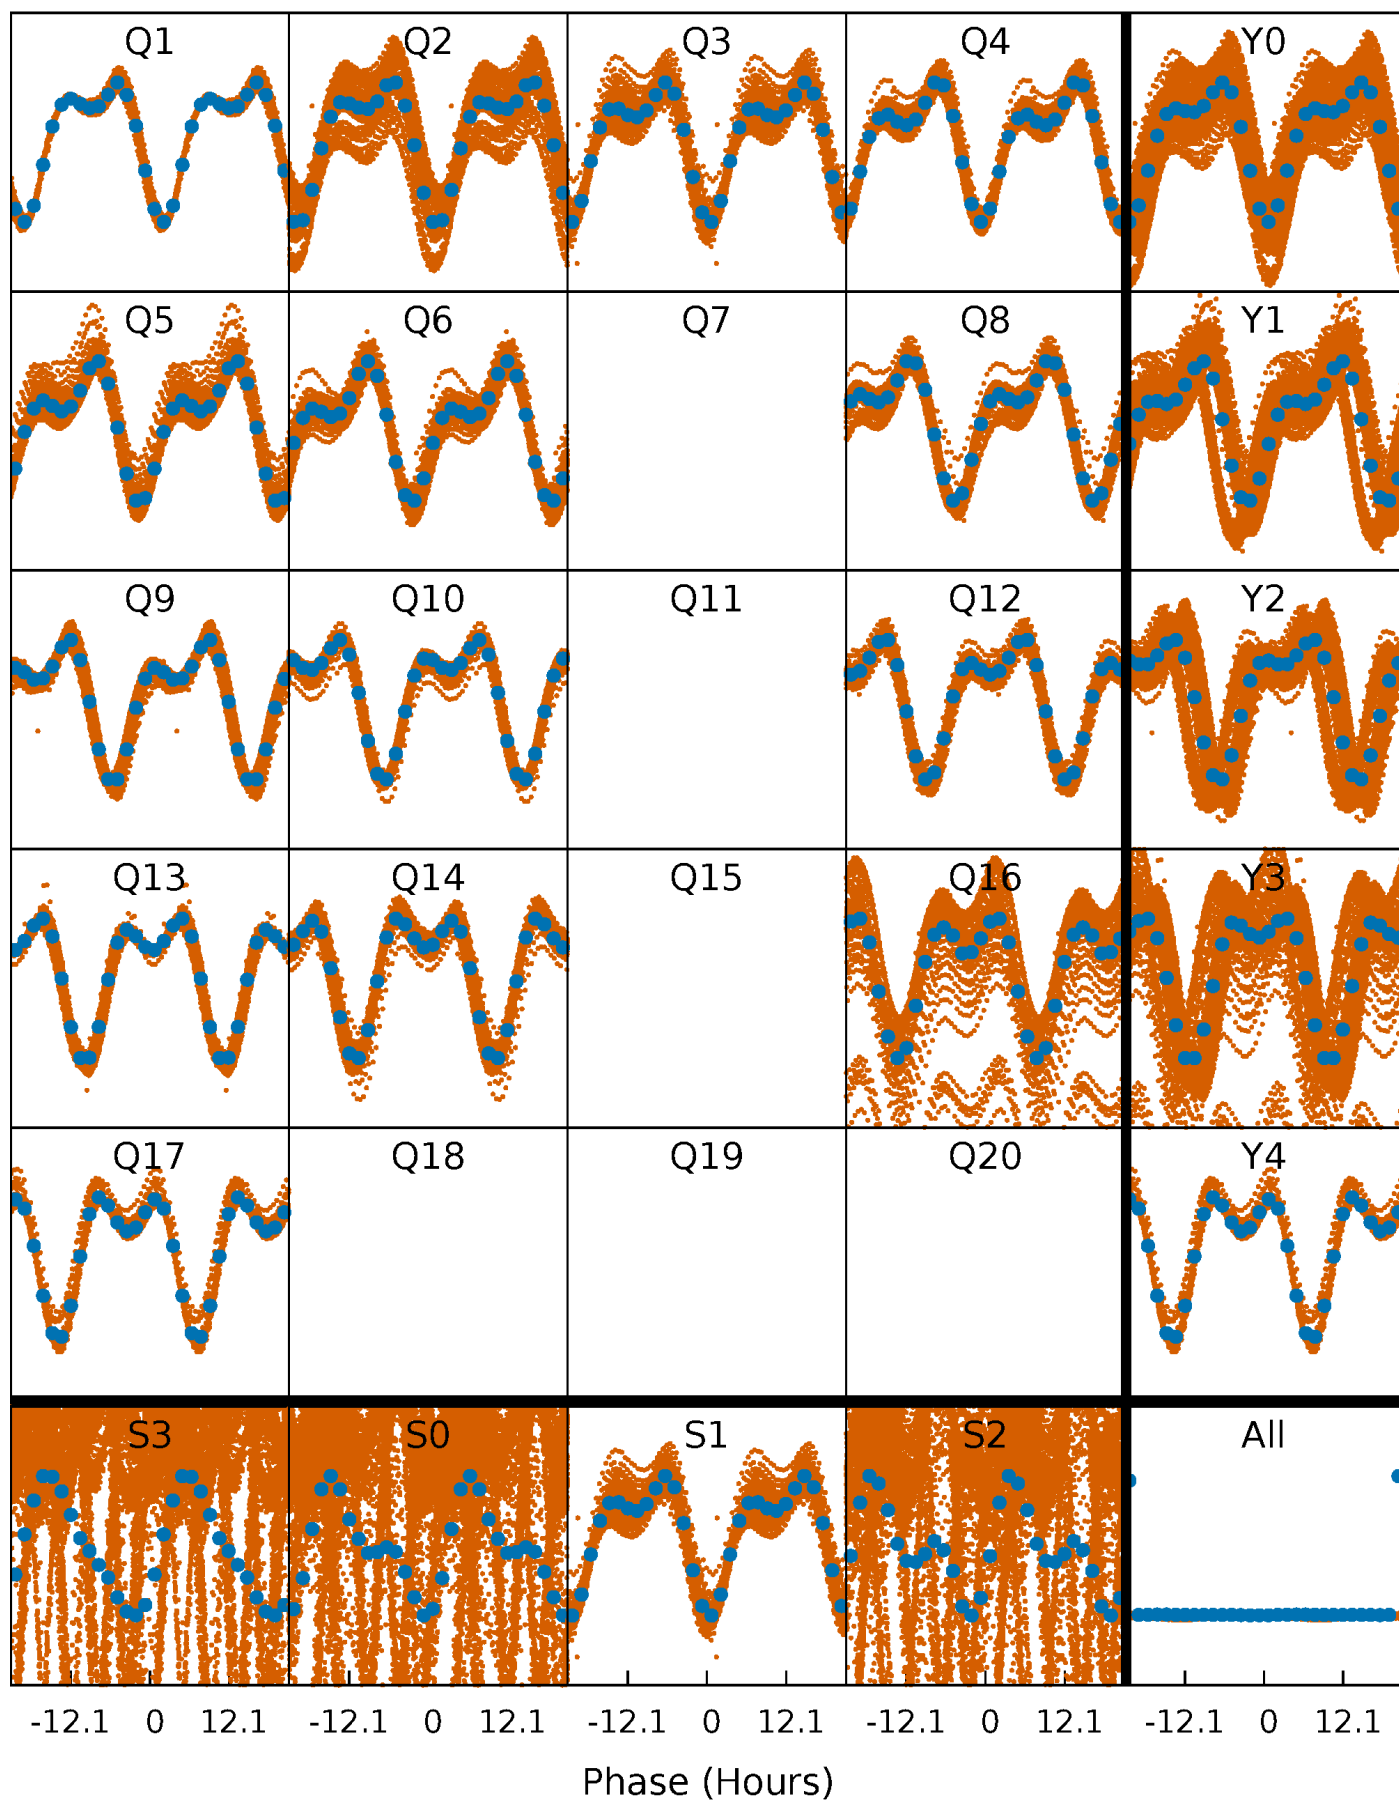 Q1 Q2 Q3 Q4 Y0
Q5 Q6 Q7 Q8 Y1
Q9 Q10 Q11 Q12 Y2
Q13 Q14 Q15 Q16 Y3
Q17 Q18 Q19 Q20 Y4
S3 S0 S1 S2 All
-12.1 0 12.1 -12.1 0 12.1 -12.1 0 12.1 -12.1 0 12.1 -12.1 0 12.1
Phase (Hours)